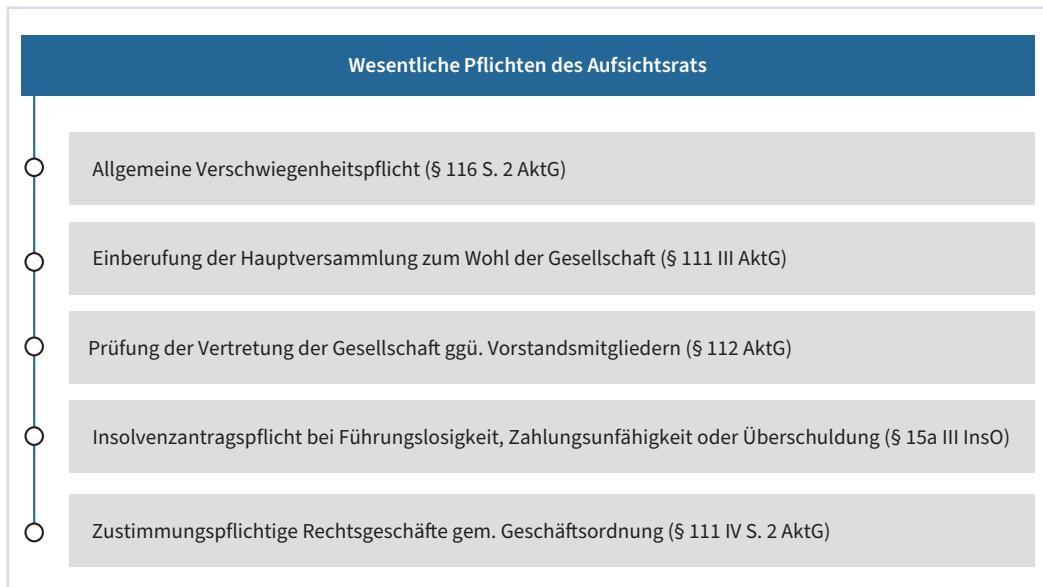 Wesentliche Pflichten des Aufsichtsrats
Allgemeine Verschwiegenheitspflicht (§ 116 S. 2 AktG)
Einberufung der Hauptversammlung zum Wohl der Gesellschaft (§ 111 III AktG)
Prüfung der Vertretung der Gesellschaft ggü. Vorstandsmitgliedern (§ 112 AktG)
Insolvenzantragspflicht bei Führungslosigkeit, Zahlungsunfähigkeit oder Überschuldung (§ 15a III InsO)
Zustimmungspflichtige Rechtsgeschäfte gem. Geschäftsordnung (§ 111 IV S. 2 AktG)